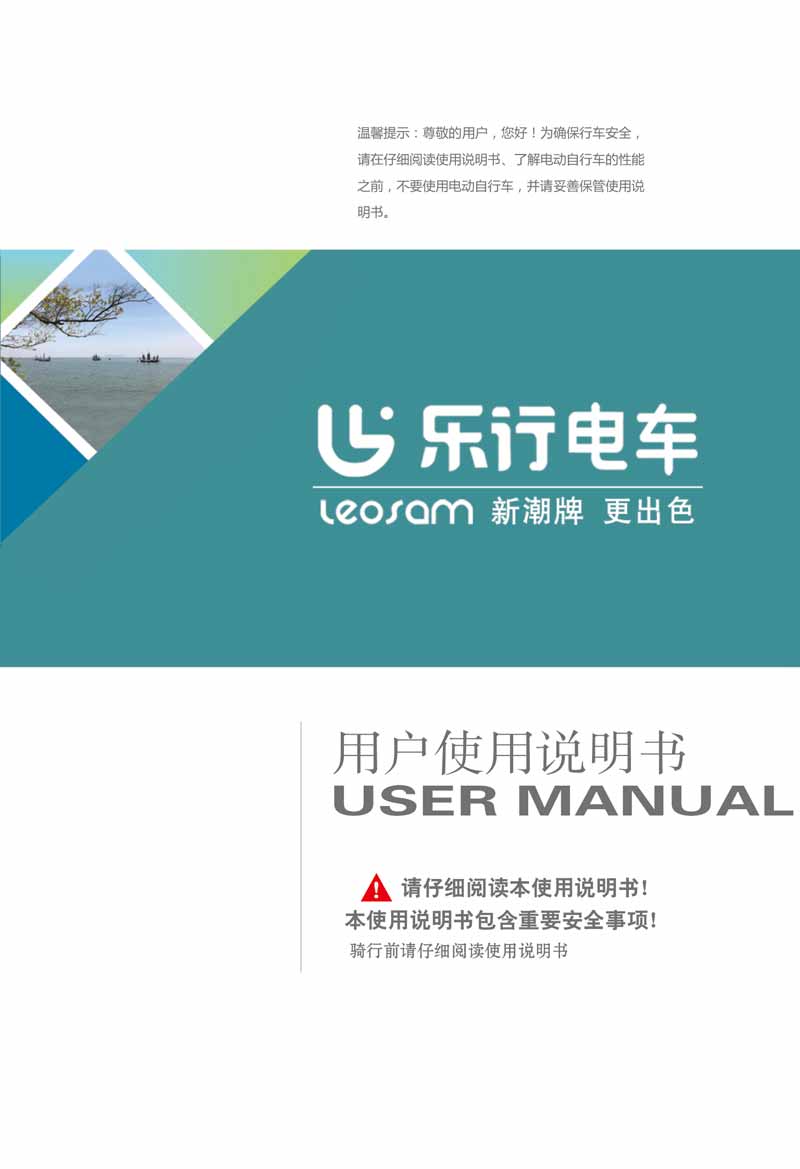 温馨提示：尊敬的用户，您好！为确保行车安全，
请在仔细阅读使用说明书、了解电动自行车的性能
之前，不要使用电动自行车，并请妥善保管使用说
明书。
乐行电车
Leosam 新潮牌 更出色
用户使用说明书
USER MANUAL
请仔细阅读本使用说明书!
本使用说明书包含重要安全事项!
骑行前请仔细阅读使用说明书